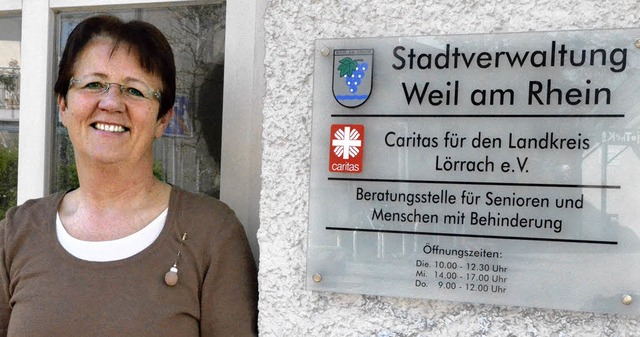 Stadtverwaltung
Weil am Rhein
caritas
Caritas für den Landkreis
Lörrach e.V.
Beratungsstelle für Senioren und
Menschen mit Behinderung
Öffnungszeiten:
Die. 10.00 - 12.30 Uhr
Mi. 14.00 - 17.00 Uhr
Do. 9.00 - 12.00 Uhr